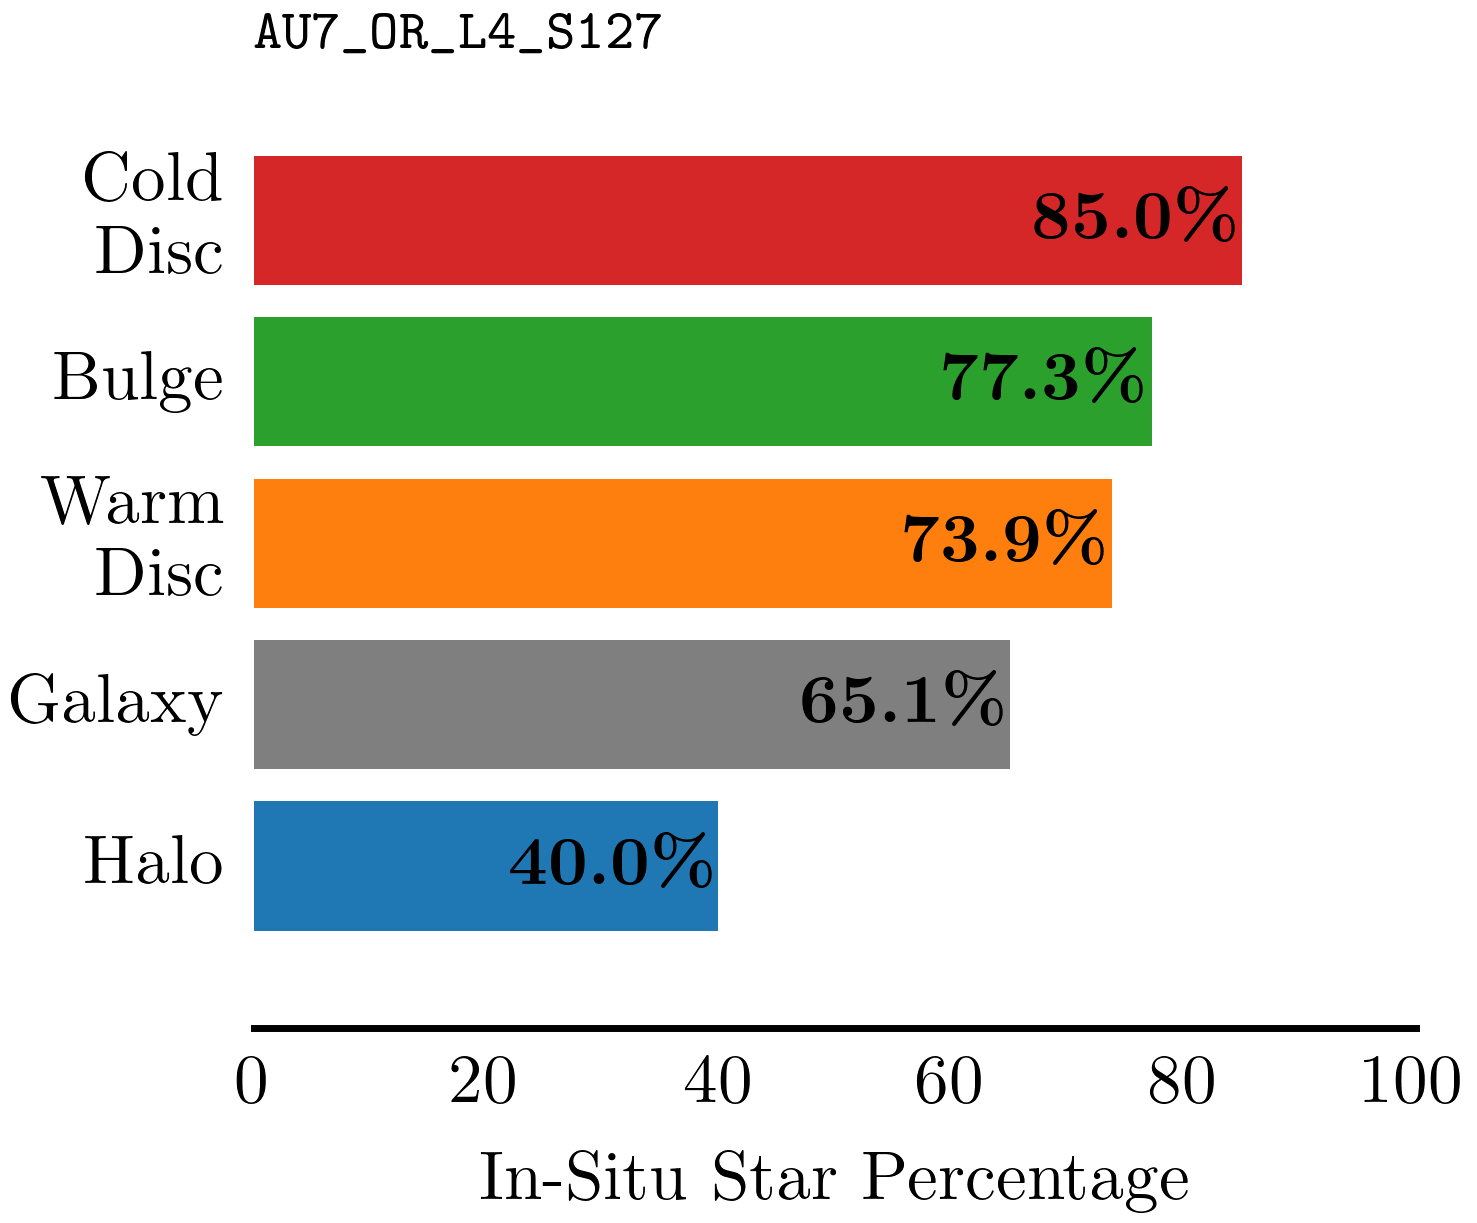 AU7_OR_L4_S127
Cold
Disc
85.0%
Bulge
77.3%
Warm
Disc
73.9%
Galaxy
65.1%
Halo
40.0%
0 20 40 60 80 100
In-Situ Star Percentage